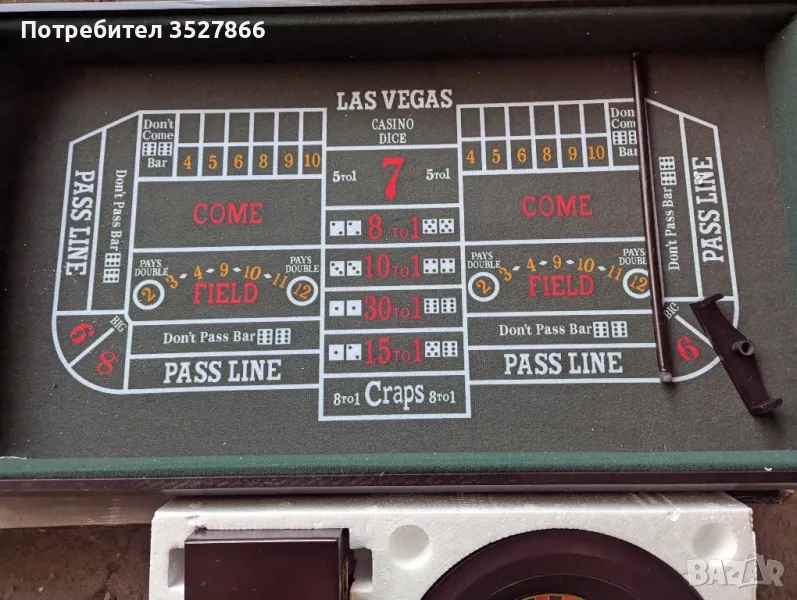 Потребител 3527866
LAS VEGAS
CASINO
DICE
Don't
Come
Bar
4 5 6 8 9 10
5 TO 1 7 5 TO 1
4 5 6 8 9 10
Don't
Com
Bar
PASS LINE
Don't Pass Bar
COME
8 TO 1
COME
Don't Pass Bar
PASS LINE
PAYS
DOUBLE
2 3 4 9 10 11 12
PAYS
DOUBLE
FIELD
10 TO 1
PAYS
DOUBLE
2 3 4 9 10 11 12
PAYS
DOUBLE
FIELD
30 TO 1
BIG
6 8
Don't Pass Bar
PASS LINE
15 TO 1
Don't Pass Bar
PASS LINE
BIG
6
8 TO 1 Craps 8 TO 1
BAZAR